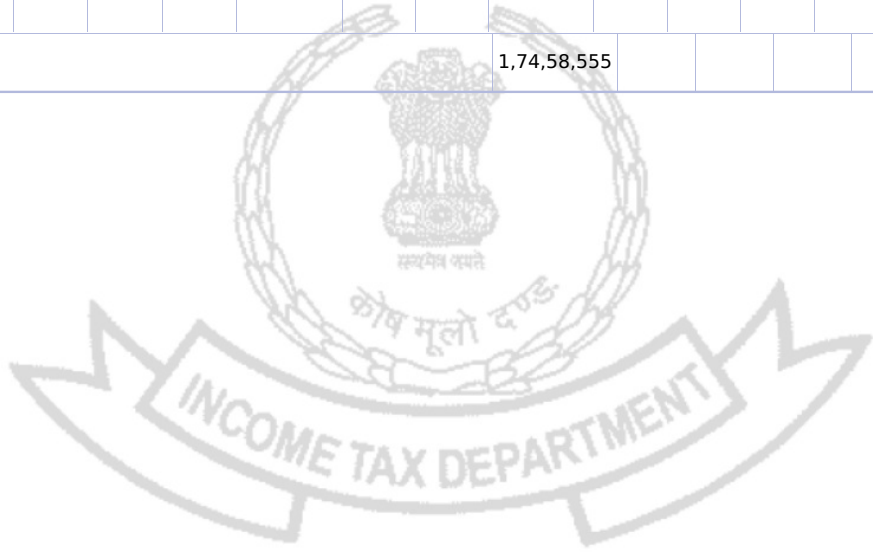 1,74,58,555
सत्यमेव जयते
कोष मूलो दण्ड
INCOME TAX DEPARTMENT